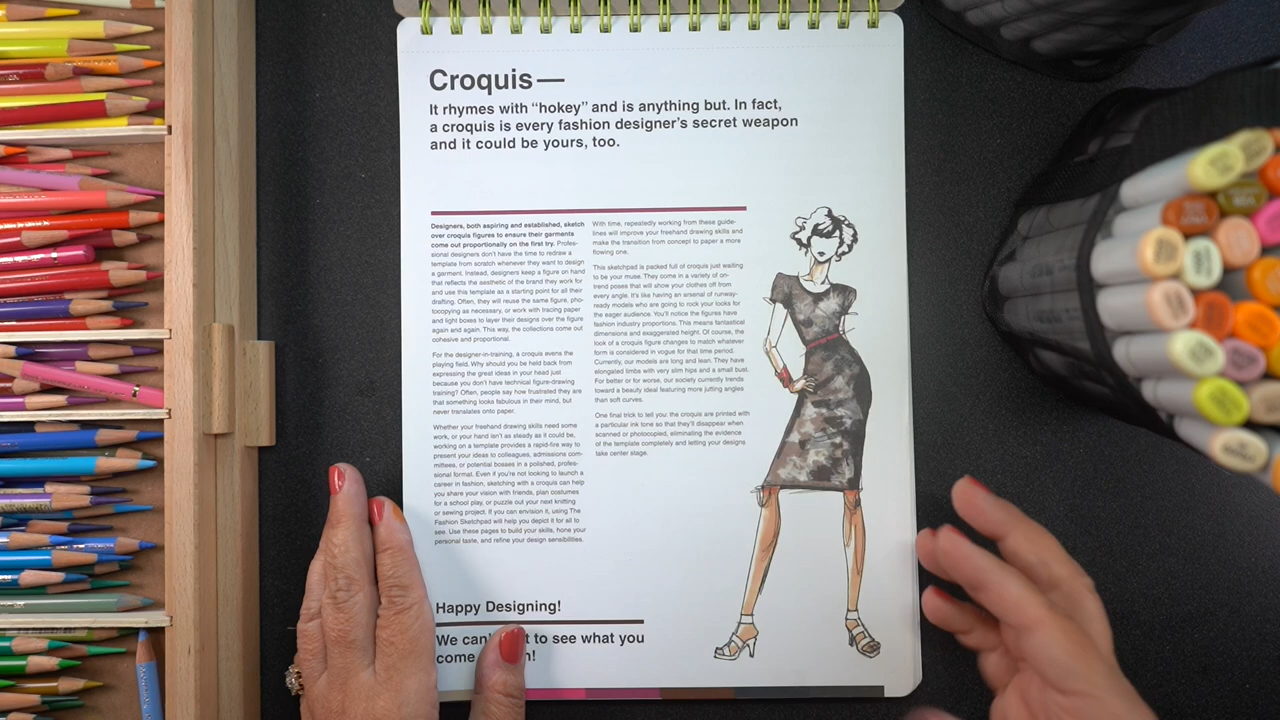 Croquis—
It rhymes with “hokey” and is anything but. In fact,
a croquis is every fashion designer’s secret weapon
and it could be yours, too.
Designers, both aspiring and established, sketch
over croquis figures to ensure their garments
come out proportionally on the first try. Profes-
sional designers don’t have the time to redraw a
template from scratch whenever they want to design
a garment. Instead, designers keep a figure on hand
that reflects the aesthetic of the brand they work for
and use this template as a starting point for all their
drafting. Often, they will reuse the same figure, pho-
tocopying as necessary, or work with tracing paper
and light boxes to layer their designs over the figure
again and again. This way, the collections come out
cohesive and proportional.
For the designer-in-training, a croquis evens the
playing field. Why should you be held back from
expressing the great ideas in your head just
because you don’t have technical figure-drawing
training? Often, people say how frustrated they are
that something looks fabulous in their mind, but
never translates onto paper.
Whether your freehand drawing skills need some
work, or your hand isn’t as steady as it could be,
working on a template provides a rapid-fire way to
present your ideas to colleagues, admissions com-
mittees, or potential bosses in a polished, profes-
sional format. Even if you’re not looking to launch a
career in fashion, sketching with a croquis can help
you share your vision with friends, plan costumes
for a school play, or puzzle out your next knitting
or sewing project. If you can envision it, using The
Fashion Sketchpad will help you depict it for all to
see. Use these pages to build your skills, hone your
personal taste, and refine your design sensibilities.
With time, repeatedly working from these guide-
lines will improve your freehand drawing skills and
make the transition from concept to paper a more
flowing one.
This sketchpad is packed full of croquis just waiting
to be your muse. They come in a variety of on-
trend poses that will show your clothes off from
every angle. It’s like having an arsenal of runway-
ready models who are going to rock your looks for
the eager audience. You’ll notice the figures have
fashion industry proportions. This means fantastical
dimensions and exaggerated height. Of course, the
look of a croquis figure changes to match whatever
form is considered in vogue for that time period.
Currently, our models are long and lean. They have
elongated limbs with very slim hips and a small bust.
For better or for worse, our society currently trends
toward a beauty ideal featuring more jutting angles
than soft curves.
One final trick to tell you: the croquis are printed with
a particular ink tone so that they’ll disappear when
scanned or photocopied, eliminating the evidence
of the template completely and letting your designs
take center stage.
Happy Designing!
We can’ t to see what you
come !